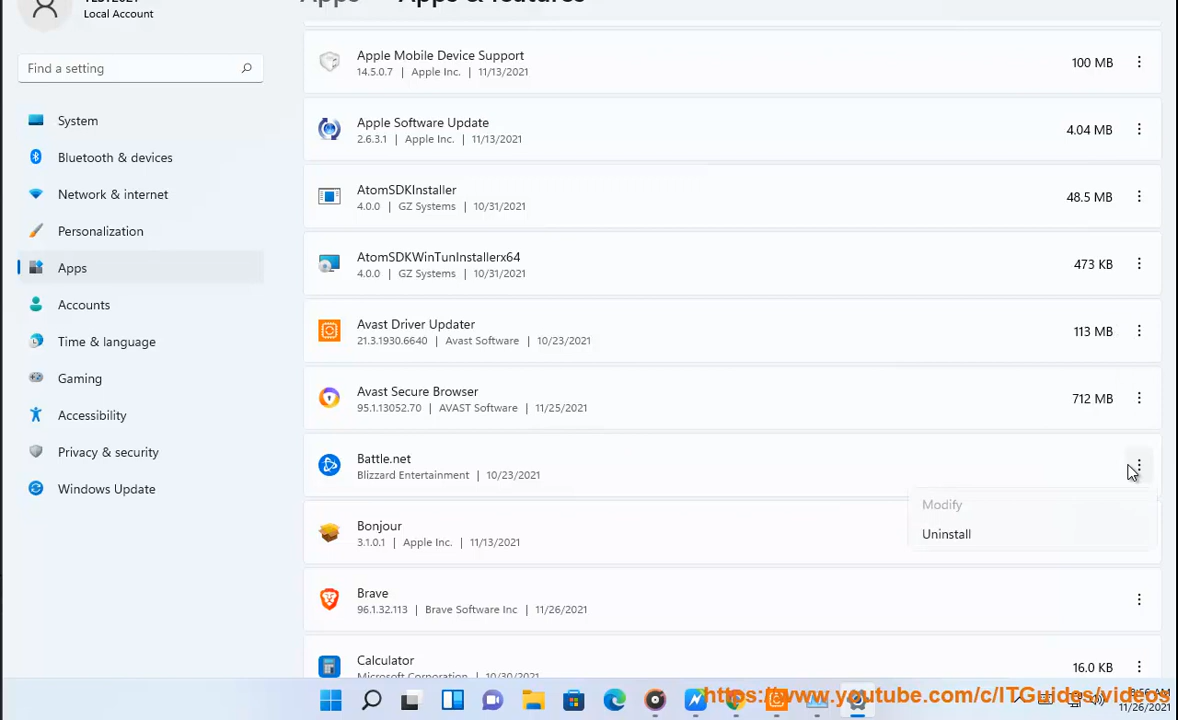 Local Account
Apps > Apps & features
Find a setting
System
Bluetooth & devices
Network & internet
Personalization
Apps
Accounts
Time & language
Gaming
Accessibility
Privacy & security
Windows Update
Apple Mobile Device Support
100 MB
14.5.0.7 | Apple Inc. | 11/13/2021
Apple Software Update
4.04 MB
2.6.3.1 | Apple Inc. | 11/13/2021
AtomSDKInstaller
48.5 MB
4.0.0 | GZ Systems | 10/31/2021
AtomSDKWinTunInstallerx64
473 KB
4.0.0 | GZ Systems | 10/31/2021
Avast Driver Updater
113 MB
21.3.1930.6640 | Avast Software | 10/23/2021
Avast Secure Browser
712 MB
95.1.13052.70 | AVAST Software | 11/25/2021
Battle.net
Blizzard Entertainment | 10/23/2021
Modify
Uninstall
Bonjour
3.1.0.1 | Apple Inc. | 11/13/2021
Brave
96.1.32.113 | Brave Software Inc | 11/26/2021
Calculator
16.0 KB
Microsoft Corporation | 10/30/2021
https://www.youtube.com/c/ITGuides/videos
11/26/2021